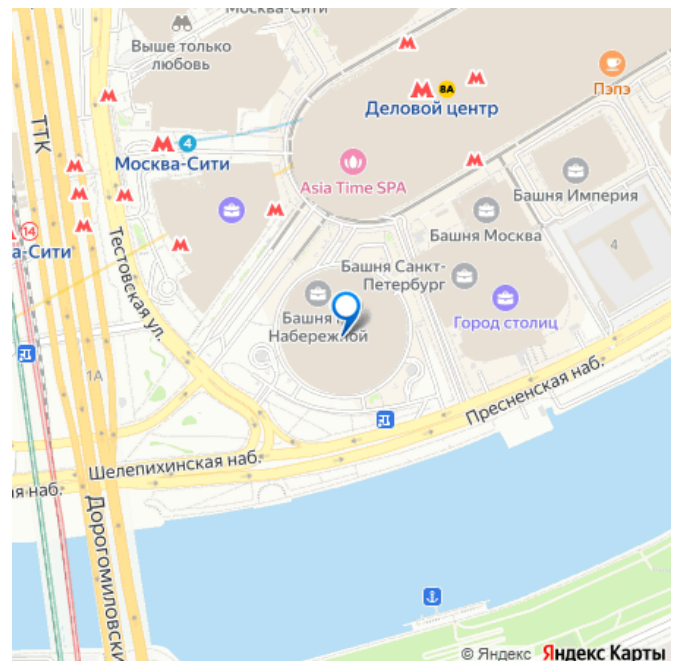 Москва-Сити
Выше только
любовь
ТТК
Деловой центр
8А
Пэпэ
4
Москва-Сити
Asia Time SPA
Башня Империя
14
а-Сити
Башня Москва
4
Тестовская ул.
Башня Санкт-
Петербург
Башня
Набережной
Город столиц
1А
Пресненская наб.
Шелепихинская наб.
я наб.
Дорогомиловски
© Яндекс Яндекс Карты